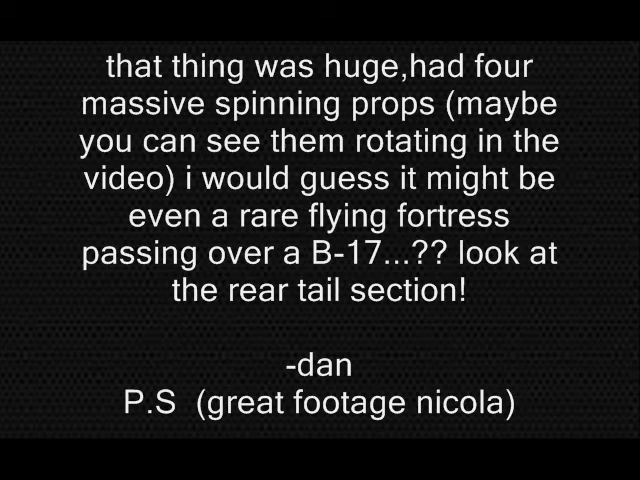 that thing was huge,had four
massive spinning props (maybe
you can see them rotating in the
video) i would guess it might be
even a rare flying fortress
passing over a B-17...?? look at
the rear tail section!
-dan
P.S  (great footage nicola)